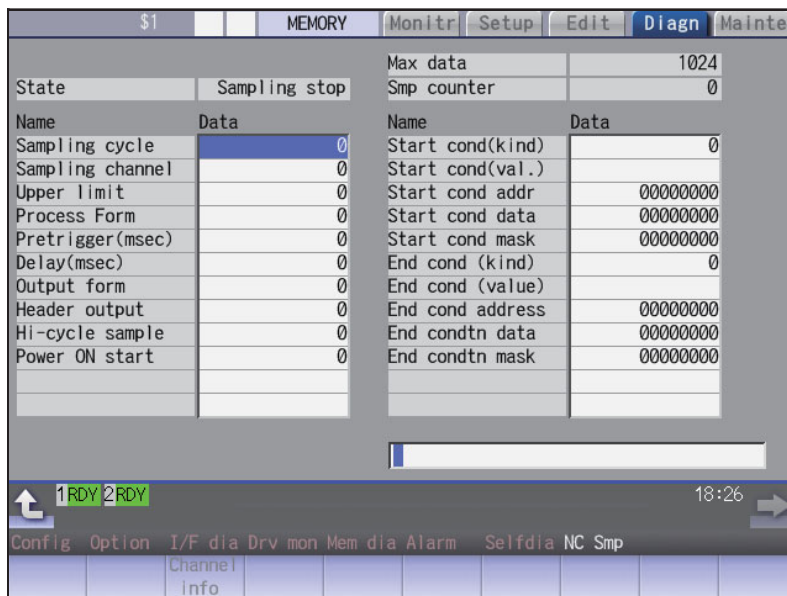 $1 MEMORY Monitr Setup Edit Diagn Mainte
Max data 1024
State Sampling stop Smp counter 0
Name Data Name Data
Sampling cycle 0 Start cond(kind) 0
Sampling channel 0 Start cond(val.)
Upper limit 0 Start cond addr 00000000
Process Form 0 Start cond data 00000000
Pretrigger(msec) 0 Start cond mask 00000000
Delay(msec) 0 End cond (kind) 0
Output form 0 End cond (value)
Header output 0 End cond address 00000000
Hi-cycle sample 0 End condtn data 00000000
Power ON start 0 End condtn mask 00000000
1RDY 2RDY 18:26
Config Option I/F dia Drv mon Mem dia Alarm Selfdia NC Smp
Channel
info